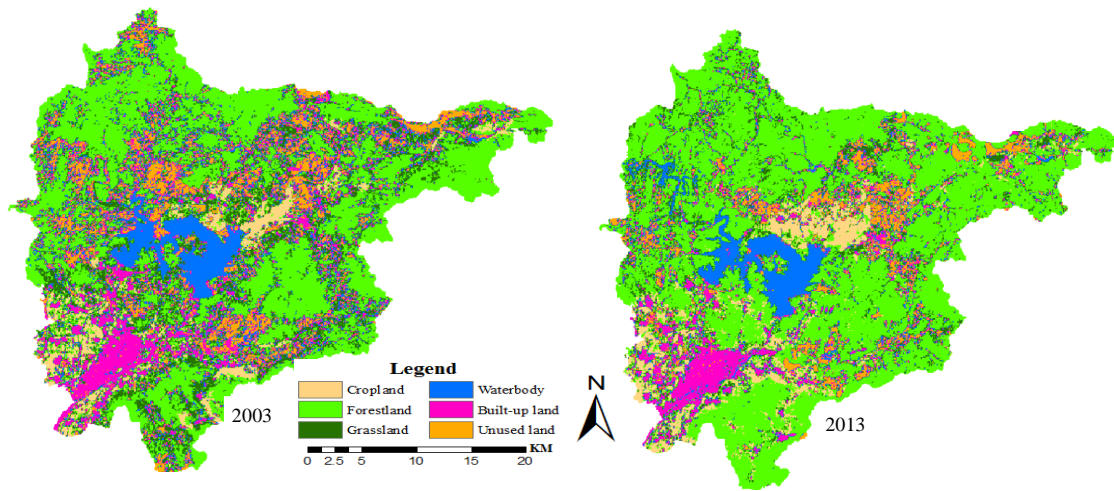 Legend
Cropland Waterbody
Forestland Built-up land
Grassland Unused land
KM
0 2.5 5 10 15 20
2003
N
2013